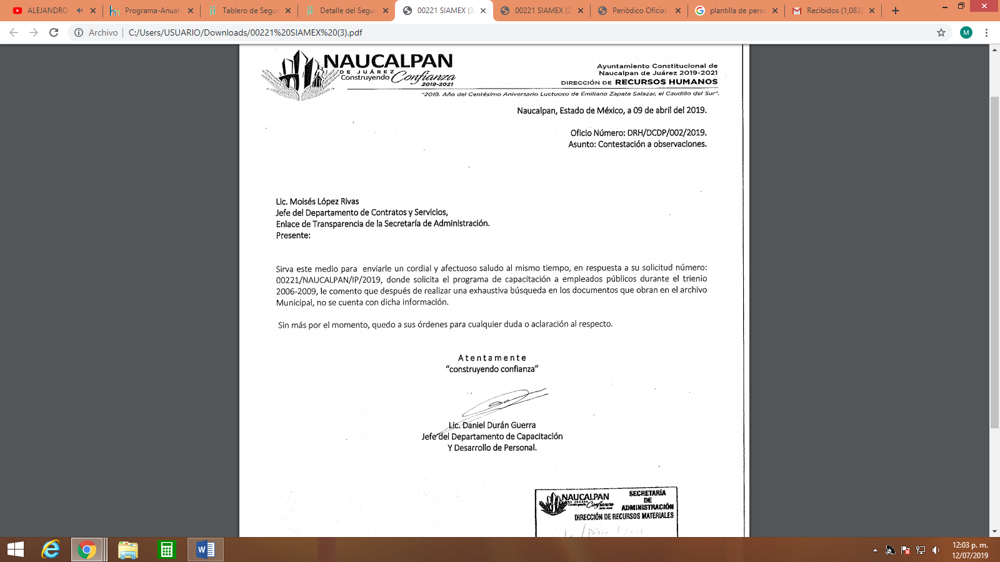 ALEJANDRO
Programa-Anual-
Tablero de Segui
Detalle del Segui
00221 SIAMEX (3
00221 SIAMEX (2
Periódico Oficial
plantilla de perso
Recibidos (1,083)
Archivo
C:/Users/USUARIO/Downloads/00221%20SIAMEX%20(3).pdf
M
NAUCALPAN
DE JUÁREZ
Construyendo Confianza
2019-2021
Ayuntamiento Constitucional de
Naucalpan de Juárez 2019-2021
DIRECCIÓN DE RECURSOS HUMANOS
"2019. Año del Centésimo Aniversario Luctuoso de Emiliano Zapata Salazar, el Caudillo del Sur".
Naucalpan, Estado de México, a 09 de abril del 2019.
Oficio Número: DRH/DCDP/002/2019.
Asunto: Contestación a observaciones.
Lic. Moisés López Rivas
Jefe del Departamento de Contratos y Servicios,
Enlace de Transparencia de la Secretaría de Administración.
Presente:
Sirva este medio para enviarle un cordial y afectuoso saludo al mismo tiempo, en respuesta a su solicitud número:
00221/NAUCALPAN/IP/2019, donde solicita el programa de capacitación a empleados públicos durante el trienio
2006-2009, le comento que después de realizar una exhaustiva búsqueda en los documentos que obran en el archivo
Municipal, no se cuenta con dicha información.
Sin más por el momento, quedo a sus órdenes para cualquier duda o aclaración al respecto.
Atentamente
"construyendo confianza"
Lic. Daniel Durán Guerra
Jefe del Departamento de Capacitación
Y Desarrollo de Personal.
NAUCALPAN
DE JUÁREZ
Construyendo Confianza
2019-2021
SECRETARÍA
DE
ADMINISTRACIÓN
DIRECCIÓN DE RECURSOS MATERIALES
12:03 p. m.
12/07/2019